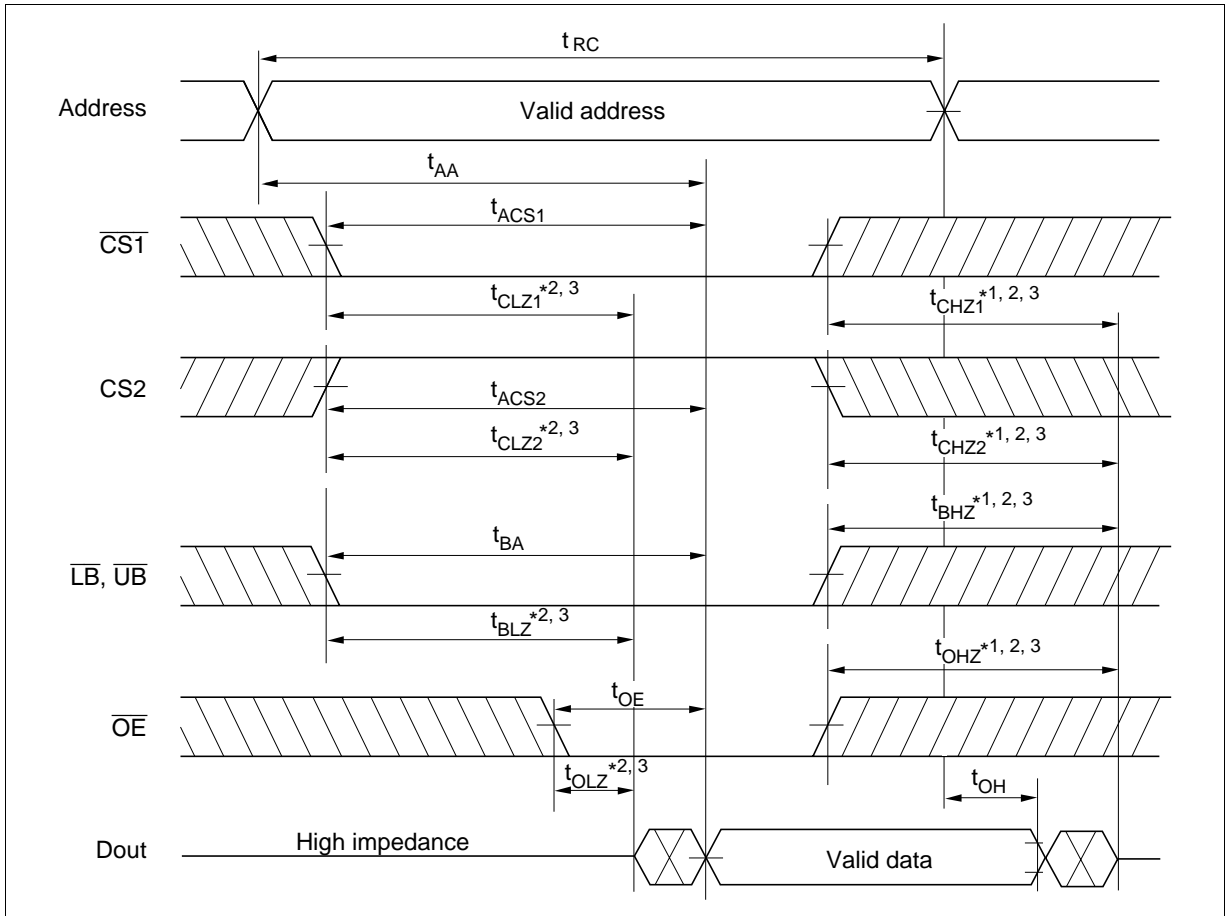 tRC
Address
Valid address
tAA
tACS1
CS1
tCLZ1*2, 3
tCHZ1*1, 2, 3
CS2
tACS2
tCLZ2*2, 3
tCHZ2*1, 2, 3
tBHZ*1, 2, 3
tBA
LB, UB
tBLZ*2, 3
tOHZ*1, 2, 3
tOE
OE
tOLZ*2, 3
tOH
Dout
High impedance
Valid data